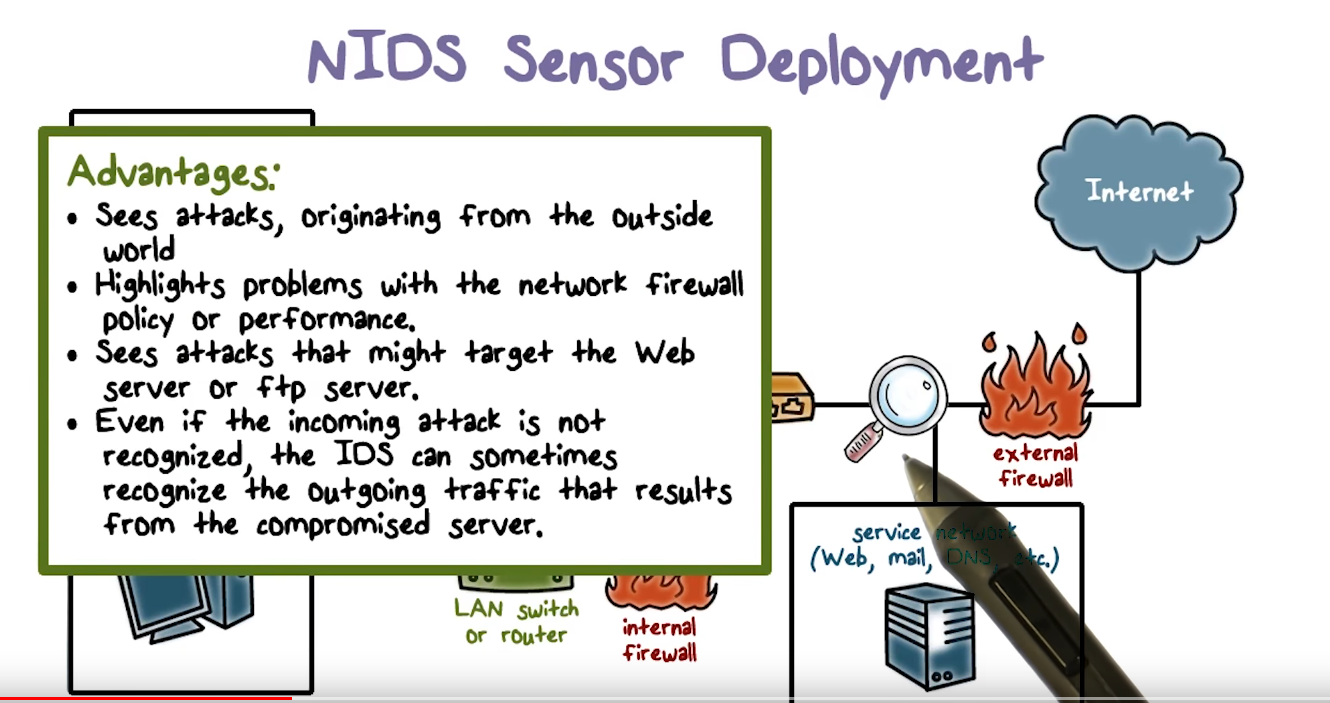 NIDS Sensor Deployment
Advantages:
• Sees attacks, originating from the outside
world
• Highlights problems with the network firewall
policy or performance.
• Sees attacks that might target the Web
server or ftp server.
• Even if the incoming attack is not
recognized, the IDS can sometimes
recognize the outgoing traffic that results
from the compromised server.
Internet
external
firewall
service network
(Web, mail, DNS, etc.)
LAN switch
or router
internal
firewall